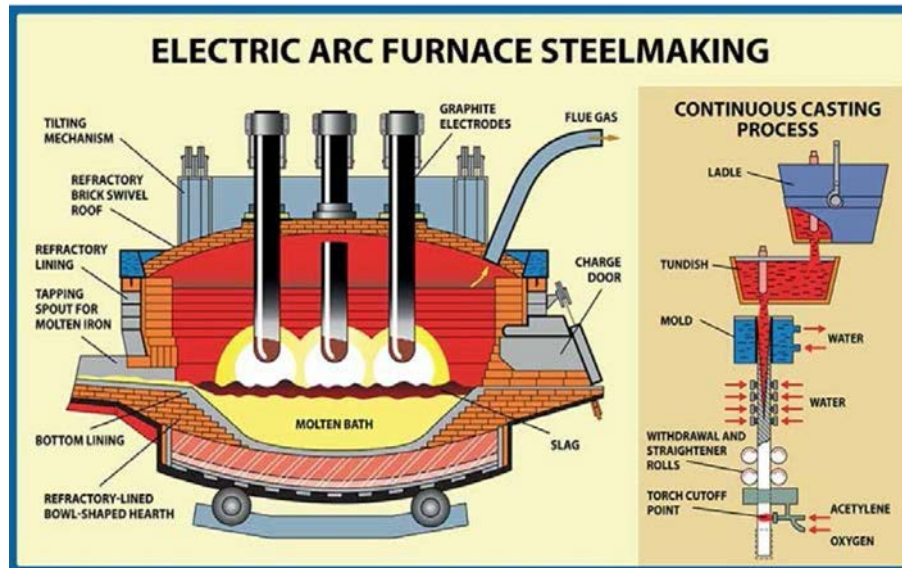 ELECTRIC ARC FURNACE STEELMAKING
TILTING
MECHANISM
REFRACTORY
BRICK SWIVEL
ROOF
REFRACTORY
LINING
TAPPING
SPOUT FOR
MOLTEN IRON
BOTTOM LINING
REFRACTORY-LINED
BOWL-SHAPED HEARTH
GRAPHITE
ELECTRODES
FLUE GAS
CHARGE
DOOR
MOLTEN BATH
SLAG
CONTINUOUS CASTING
PROCESS
LADLE
TUNDISH
MOLD
WATER
WATER
WITHDRAWAL AND
STRAIGHTENER
ROLLS
TORCH CUTOFF
POINT
ACETYLENE
OXYGEN